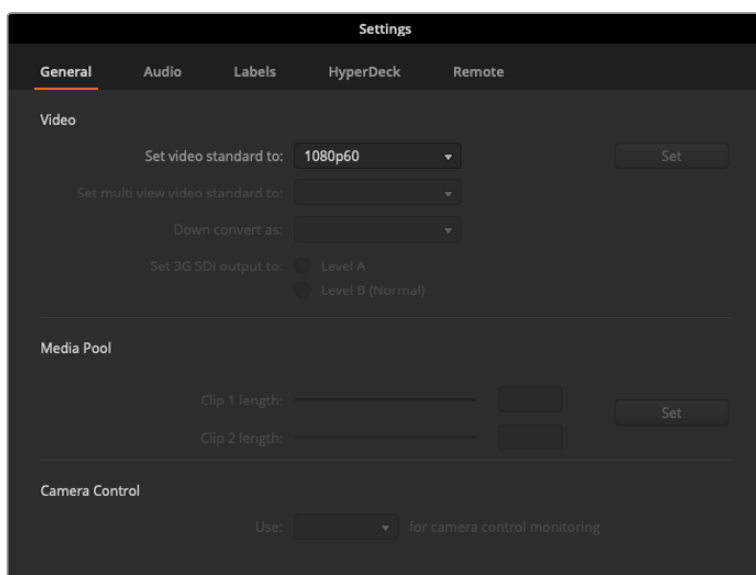 Settings
General Audio Labels HyperDeck Remote
Video
Set video standard to: 1080p60 Set
Set multi view video standard to:
Down convert as:
Set 3G SDI output to: Level A
Level B (Normal)
Media Pool
Clip 1 length:
Set
Clip 2 length:
Camera Control
Use: for camera control monitoring